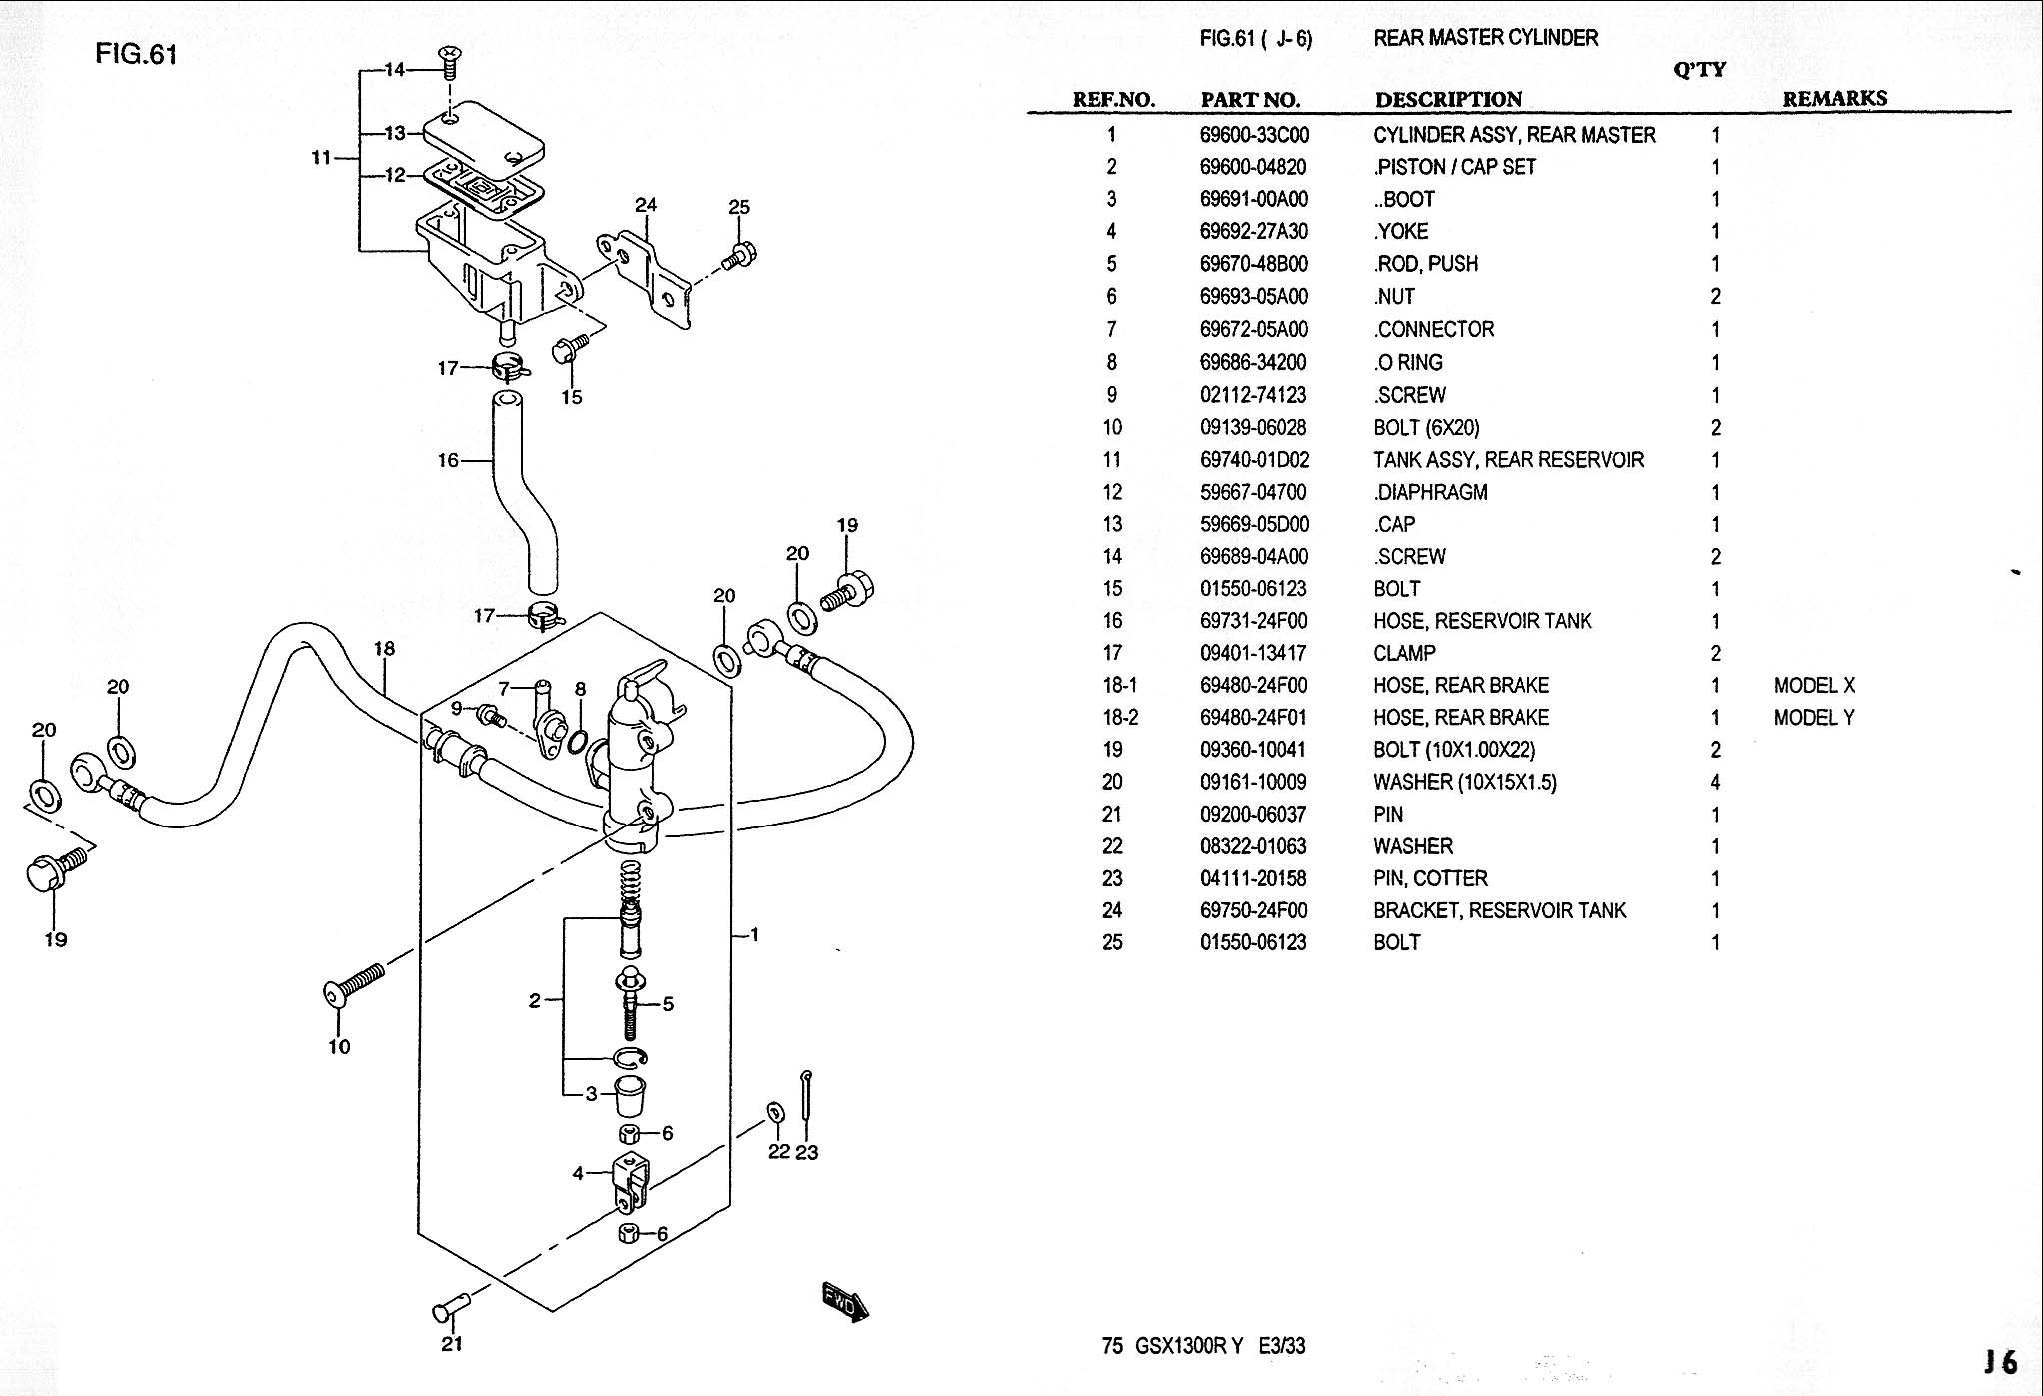 FIG.61
14
13
11
12
24
25
17
15
16
17
19
20
20
18
20
20
7
8
9
19
1
2
5
10
3
6
22 23
4
6
21
FWD
FIG.61 ( J-6) REAR MASTER CYLINDER
Q'TY
REF.NO. PART NO. DESCRIPTION REMARKS
1 69600-33C00 CYLINDER ASSY, REAR MASTER 1
2 69600-04820 .PISTON / CAP SET 1
3 69691-00A00 ..BOOT 1
4 69692-27A30 .YOKE 1
5 69670-48B00 .ROD, PUSH 1
6 69693-05A00 .NUT 2
7 69672-05A00 .CONNECTOR 1
8 69686-34200 .O RING 1
9 02112-74123 .SCREW 1
10 09139-06028 BOLT (6X20) 2
11 69740-01D02 TANK ASSY, REAR RESERVOIR 1
12 59667-04700 .DIAPHRAGM 1
13 59669-05D00 .CAP 1
14 69689-04A00 .SCREW 2
15 01550-06123 BOLT 1
16 69731-24F00 HOSE, RESERVOIR TANK 1
17 09401-13417 CLAMP 2
18-1 69480-24F00 HOSE, REAR BRAKE 1 MODEL X
18-2 69480-24F01 HOSE, REAR BRAKE 1 MODEL Y
19 09360-10041 BOLT (10X1.00X22) 2
20 09161-10009 WASHER (10X15X1.5) 4
21 09200-06037 PIN 1
22 08322-01063 WASHER 1
23 04111-20158 PIN, COTTER 1
24 69750-24F00 BRACKET, RESERVOIR TANK 1
25 01550-06123 BOLT 1
75 GSX1300R Y E3/33
J 6